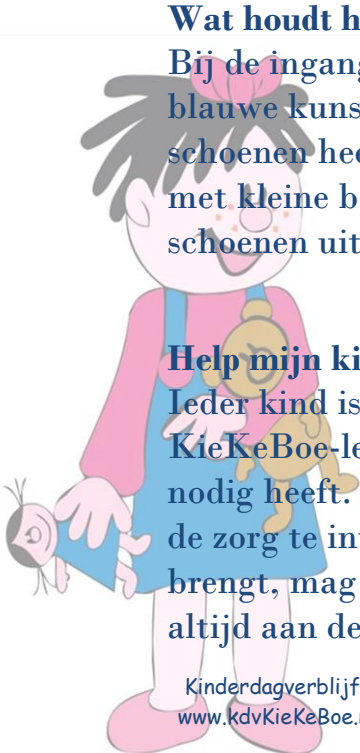 Wat houdt h
Bij de ingang
blauwe kuns
schoenen hee
met kleine b
schoenen uit
Help mijn ki
Ieder kind is
KieKeBoe-le
nodig heeft.
de zorg te in
brengt, mag
altijd aan de
Kinderdagverblijf
www.kdvKieKeBoe.